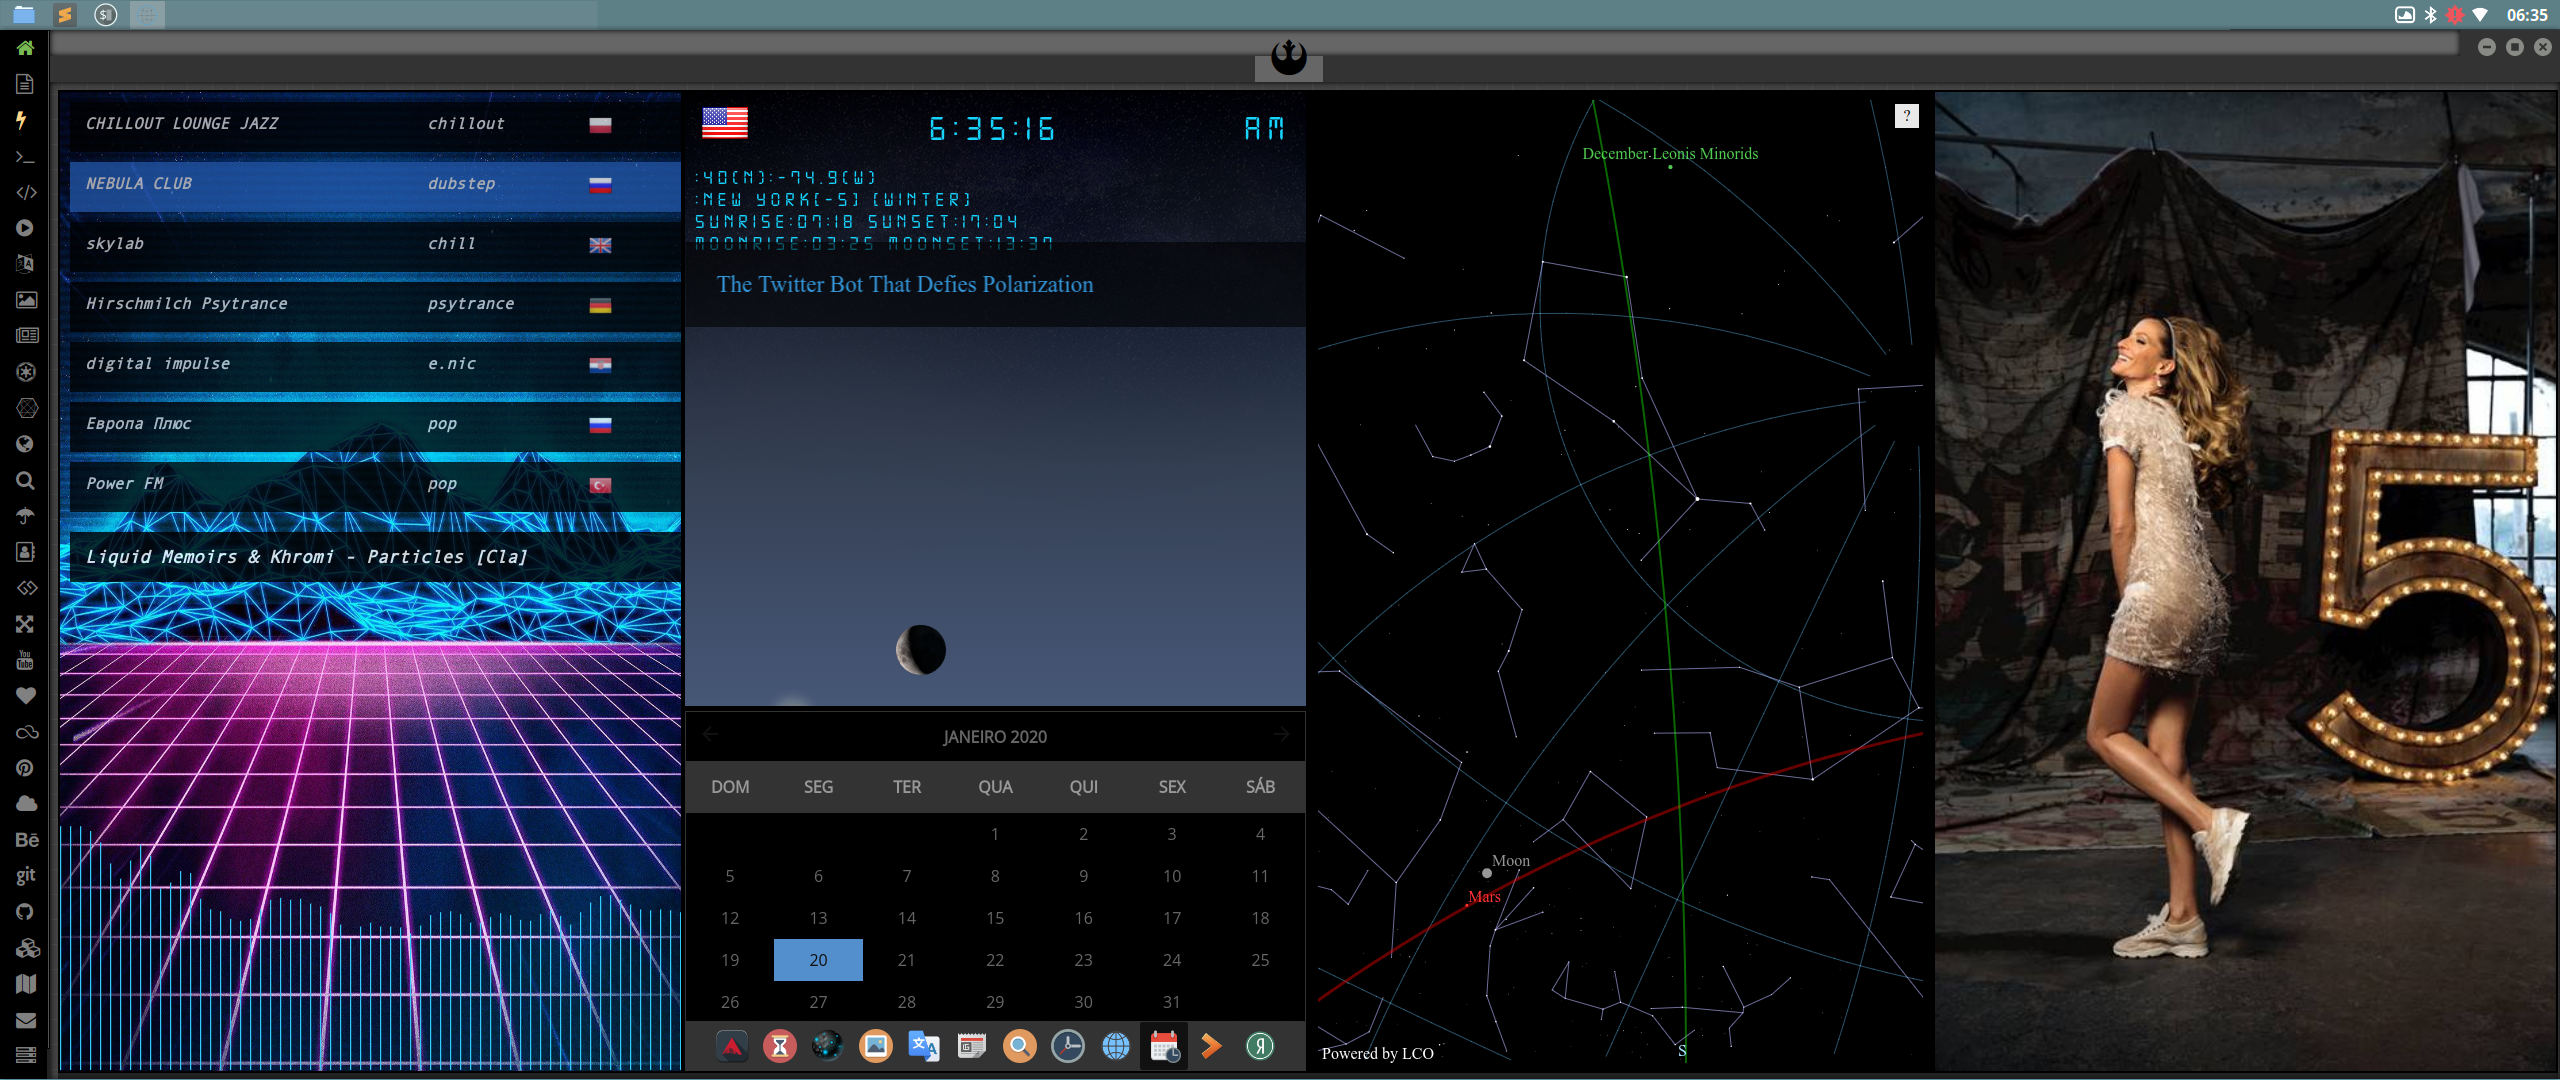 06:35
CHILLOUT LOUNGE JAZZ chillout
NEBULA CLUB dubstep
skylab chill
Hirschmilch Psytrance psytrance
digital impulse e.nic
Европа Плюс pop
Power FM pop
Liquid Memoirs & Khromi - Particles [Cla]
You
Tube
Bē
git
6:35:16 AM
:40(N):-74.9(W)
:NEW YORK[-5] (WINTER)
SUNRISE:07:18 SUNSET:17:04
MOONRISE:03:25 MOONSET:13:37
The Twitter Bot That Defies Polarization
JANEIRO 2020
DOM SEG TER QUA QUI SEX SÁB
1 2 3 4
5 6 7 8 9 10 11
12 13 14 15 16 17 18
19 20 21 22 23 24 25
26 27 28 29 30 31
?
December Leonis Minorids
Moon
Mars
S
Powered by LCO
5